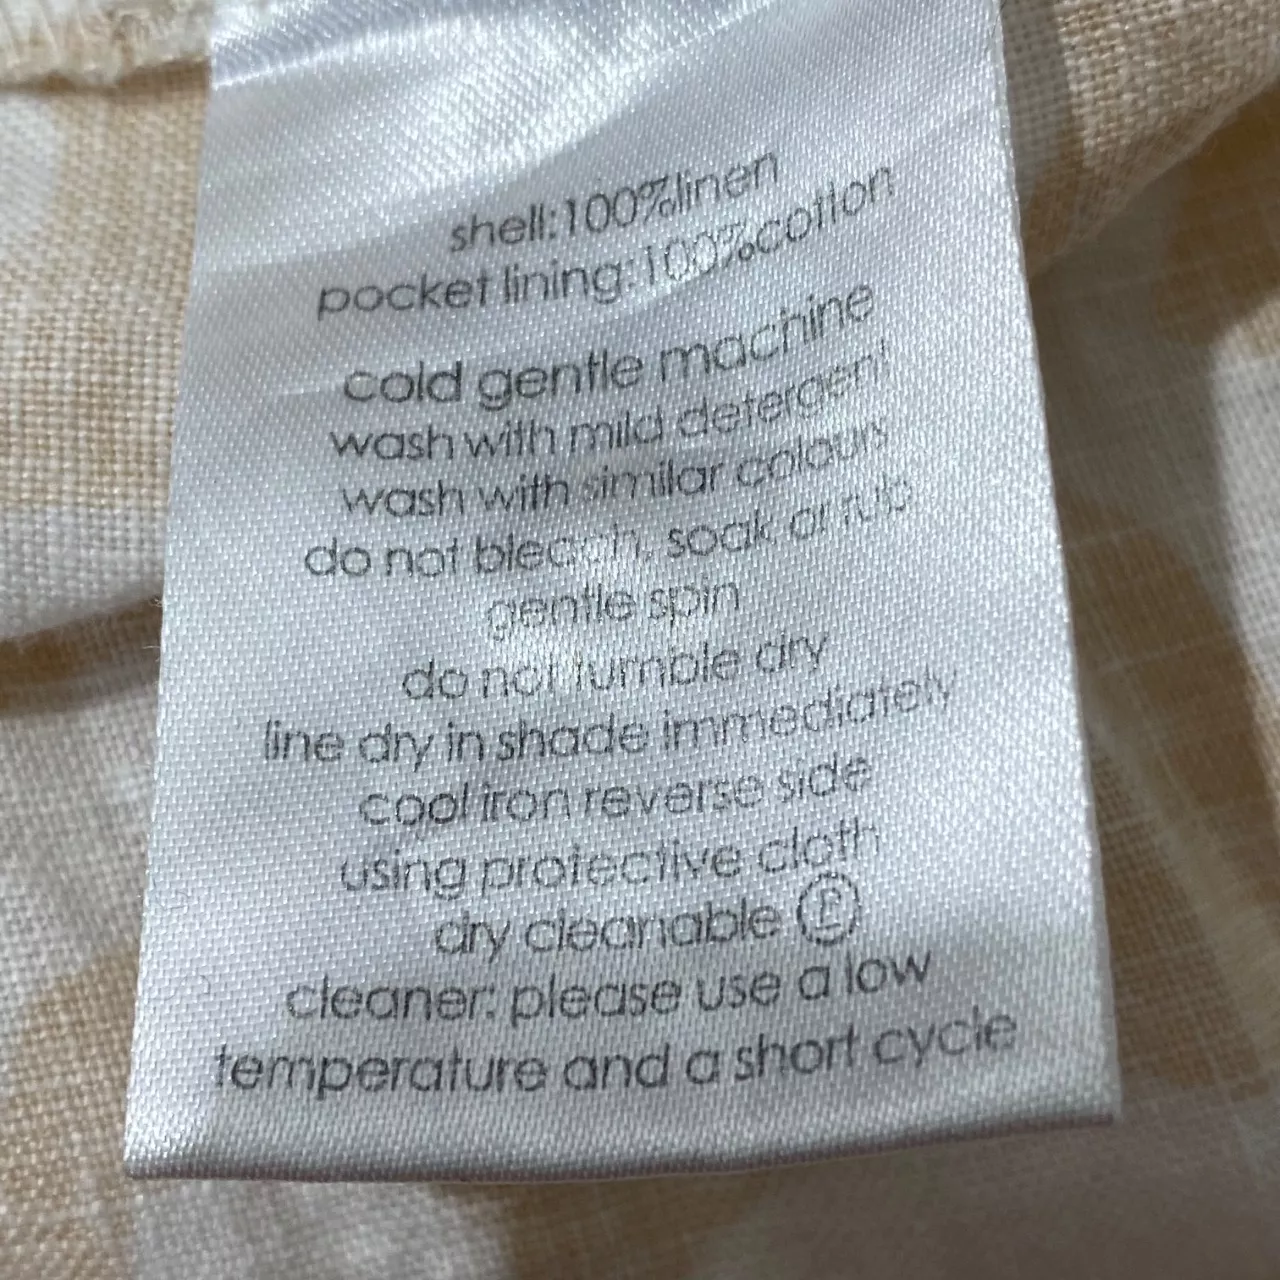 shell:100%linen
pocket lining:100%cotton
cold gentle machine
wash with mild detergent
wash with similar colours
do not bleach, soak or rub
gentle spin
do not tumble dry
line dry in shade immediately
cool iron reverse side
using protective cloth
dry cleanable Ⓟ
cleaner: please use a low
temperature and a short cycle